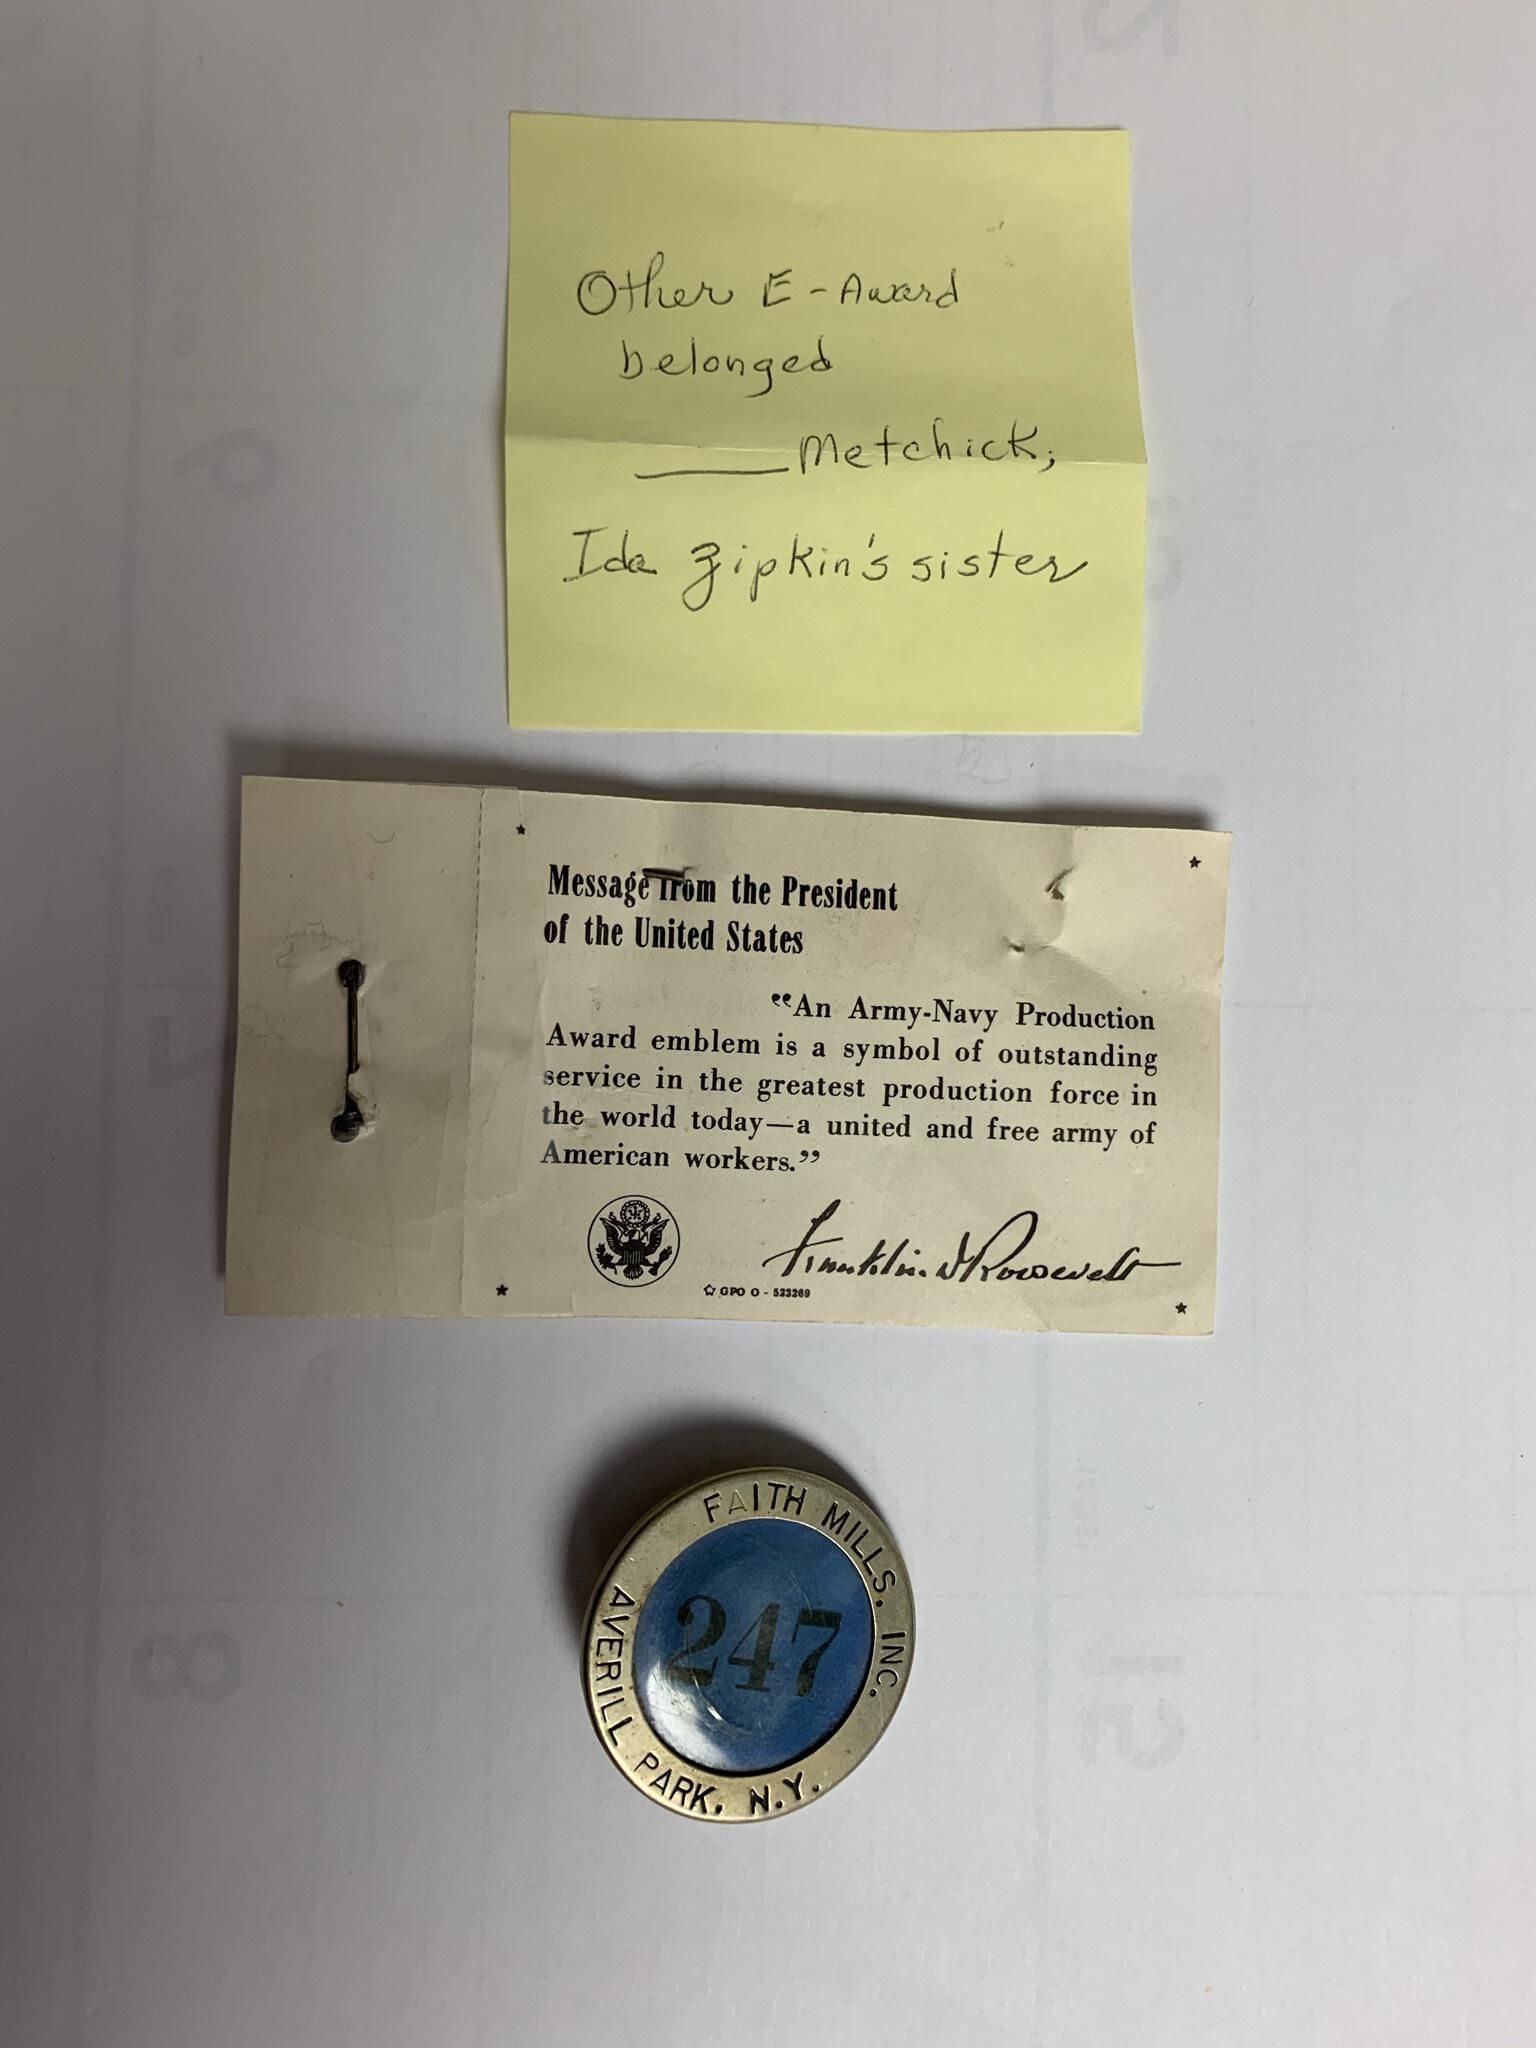 Other E-Award
belonged
____ Metchick,
Ida Zipkin's sister
Message from the President
of the United States
“An Army-Navy Production
Award emblem is a symbol of outstanding
service in the greatest production force in
the world today—a united and free army of
American workers.”
Franklin D Roosevelt
☆ GPO O - 523269
FAITH MILLS. INC.
247
AVERILL PARK, N.Y.